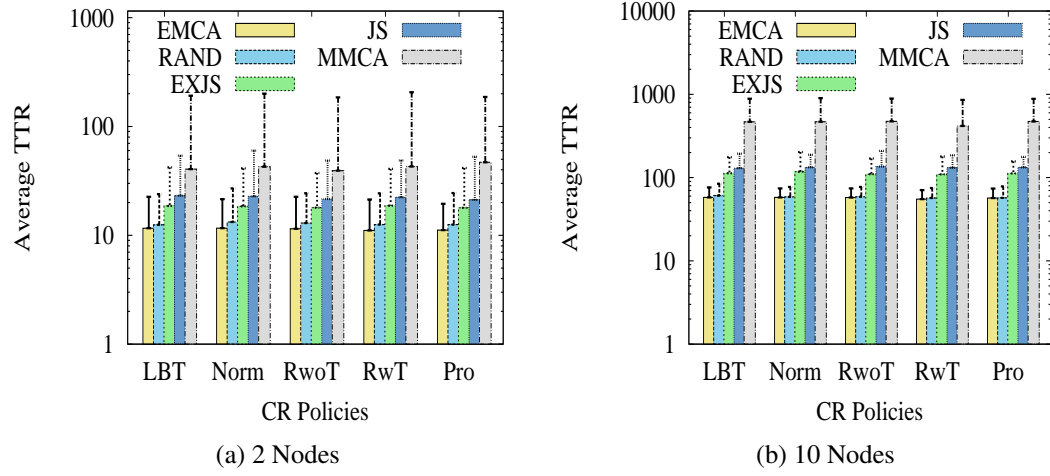 1000
100
10
1
Average TTR
EMCA
RAND
EXJS
JS
MMCA
LBT Norm RwoT RwT Pro
CR Policies
(a) 2 Nodes
10000
1000
100
10
1
Average TTR
EMCA
RAND
EXJS
JS
MMCA
LBT Norm RwoT RwT Pro
CR Policies
(b) 10 Nodes